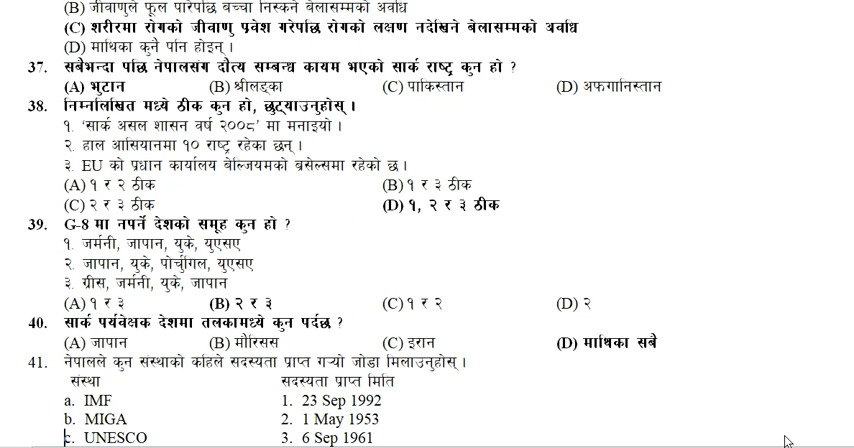 (B) जीवाणुले फूल पारेपछि बच्चा निस्कने बेलासम्मको अवधि
(C) शरीरमा रोगको जीवाणु प्रवेश गरेपछि रोगको लक्षण नदेखिने बेलासम्मको अवधि
(D) माथिका कुनै पनि होइन् ।
37. सबैभन्दा पछि नेपालसंग दौत्य सम्बन्ध कायम भएको सार्क राष्ट्र कुन हो ?
(A) भुटान (B) श्रीलङ्का (C) पाकिस्तान (D) अफगानिस्तान
38. निम्नलिखित मध्ये ठीक कुन हो, छुट्याउनुहोस् ।
१. ‘सार्क असल शासन वर्ष २००८’ मा मनाइयो ।
२. हाल आसियानमा १० राष्ट्र रहेका छन् ।
३. EU को प्रधान कार्यालय बेल्जियमको ब्रसेल्समा रहेको छ ।
(A) १ र २ ठीक (B) १ र ३ ठीक
(C) २ र ३ ठीक (D) १, २ र ३ ठीक
39. G-8 मा नपर्ने देशको समूह कुन हो ?
१. जर्मनी, जापान, युके, युएसए
२. जापान, युके, पोर्चुगिल, युएसए
३. ग्रीस, जर्मनी, युके, जापान
(A) १ र ३ (B) २ र ३ (C) १ र २ (D) २
40. सार्क पर्यवेक्षक देशमा तलकामध्ये कुन पर्दछ ?
(A) जापान (B) मौरिसस (C) इरान (D) माथिका सबै
41. नेपालले कुन संस्थाको कहिले सदस्यता प्राप्त गऱ्यो जोडा मिलाउनुहोस् ।
संस्था सदस्यता प्राप्त मिति
a. IMF 1. 23 Sep 1992
b. MIGA 2. 1 May 1953
c. UNESCO 3. 6 Sep 1961